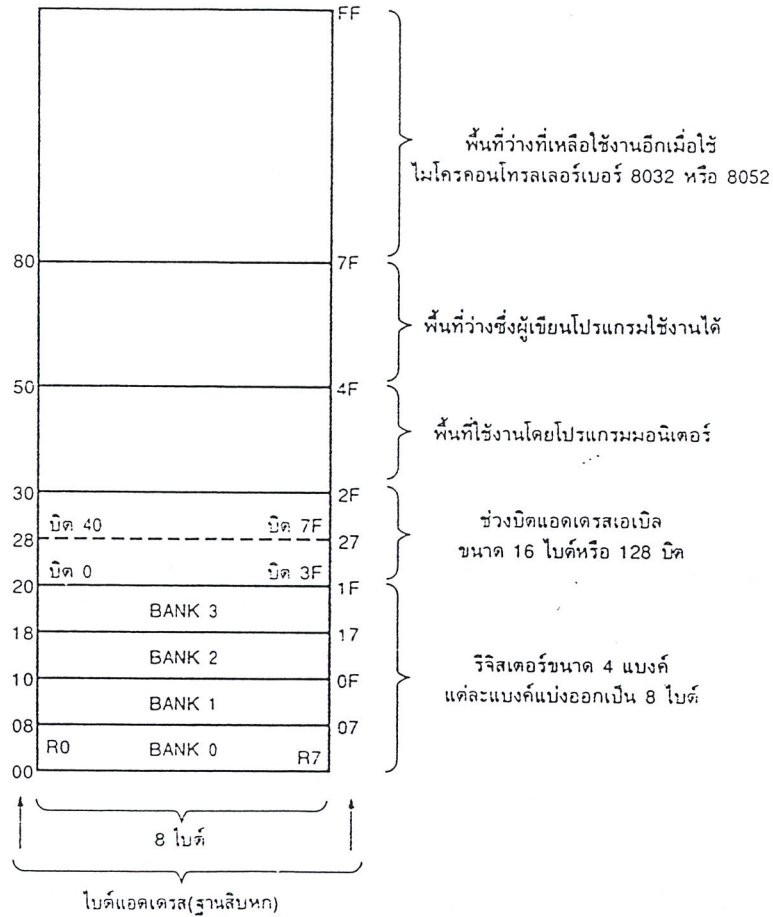 FF
พื้นที่ว่างที่เหลือใช้งานอีกเมื่อใช้
ไมโครคอนโทรลเลอร์เบอร์ 8032 หรือ 8052
80
7F
พื้นที่ว่างซึ่งผู้เขียนโปรแกรมใช้งานได้
50
4F
พื้นที่ใช้งานโดยโปรแกรมมอนิเตอร์
30
2F
บิต 40
บิต 7F
ช่วงบิตแอดเดรสเอเบิล
ขนาด 16 ไบต์หรือ 128 บิต
28
27
บิต 0
บิต 3F
20
1F
BANK 3
18
17
BANK 2
รีจิสเตอร์ขนาด 4 แบงค์
แต่ละแบงค์แบ่งออกเป็น 8 ไบต์
10
0F
BANK 1
08
07
R0
BANK 0
R7
00
8 ไบต์
ไบต์แอดเดรส(ฐานสิบหก)